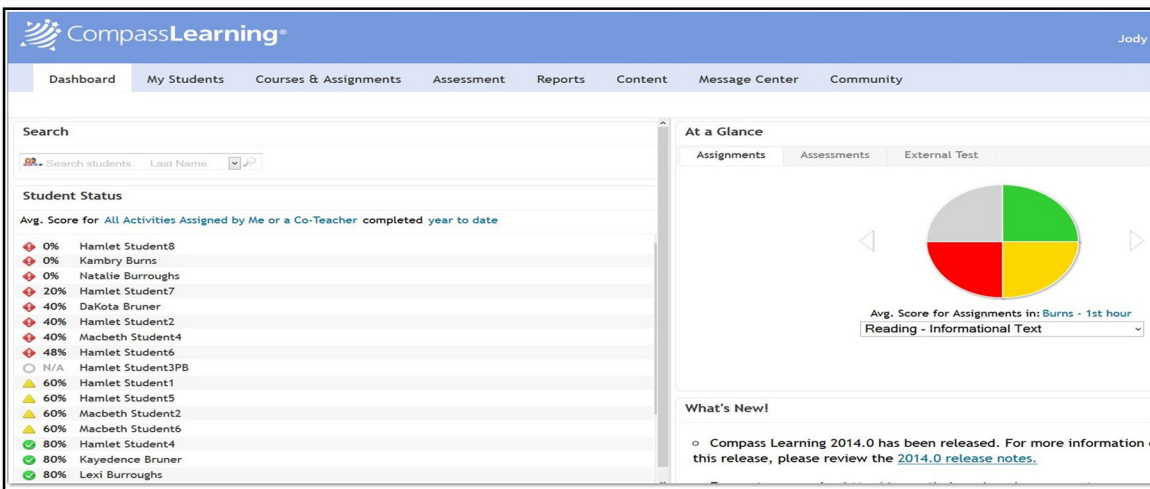 CompassLearning®
Jody
Dashboard My Students Courses & Assignments Assessment Reports Content Message Center Community
Search
Search students Last Name
Student Status
Avg. Score for All Activities Assigned by Me or a Co-Teacher completed year to date
0% Hamlet Student8
0% Kambry Burns
0% Natalie Burroughs
20% Hamlet Student7
40% DaKota Bruner
40% Hamlet Student2
40% Macbeth Student4
48% Hamlet Student6
N/A Hamlet Student3PB
60% Hamlet Student1
60% Hamlet Student5
60% Macbeth Student2
60% Macbeth Student6
80% Hamlet Student4
80% Kayedence Bruner
80% Lexi Burroughs
At a Glance
Assignments Assessments External Test
Avg. Score for Assignments in: Burns - 1st hour
Reading - Informational Text
What's New!
Compass Learning 2014.0 has been released. For more information
this release, please review the 2014.0 release notes.